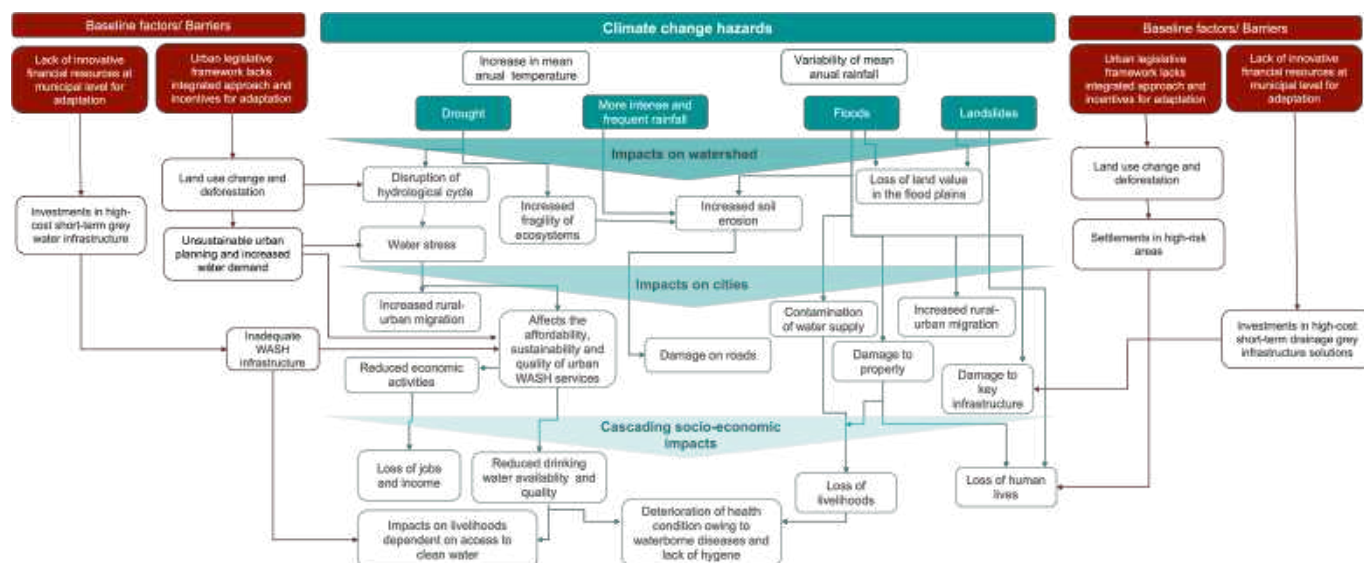 Baseline factors/ Barriers
Climate change hazards
Baseline factors/ Barriers
Lack of innovative
financial resources at
municipal level for
adaptation
Urban legislative
framework lacks
integrated approach and
incentives for adaptation
Increase in mean
anual temperature
Variability of mean
anual rainfall
Urban legislative
framework lacks
integrated approach and
incentives for adaptation
Lack of innovative
financial resources at
municipal level for
adaptation
Drought
More intense and
frequent rainfall
Floods
Landslides
Impacts on watershed
Land use change and
deforestation
Disruption of
hydrological cycle
Loss of land value
in the flood plains
Land use change and
deforestation
Investments in high-
cost short-term grey
water infrastructure
Increased
fragility of
ecosystems
Increased soil
erosion
Unsustainable urban
planning and increased
water demand
Water stress
Settlements in high-risk
areas
Impacts on cities
Increased rural-
urban migration
Affects the
affordability,
sustainability and
quality of urban
WASH services
Contamination
of water supply
Increased rural-
urban migration
Inadequate
WASH
infrastructure
Damage on roads
Damage to
property
Investments in high-cost
short-term drainage grey
infrastructure solutions
Reduced economic
activities
Damage to
key
infrastructure
Cascading socio-economic
impacts
Loss of jobs
and income
Reduced drinking
water availablity and
quality
Loss of
livelihoods
Loss of human
lives
Impacts on livelihoods
dependent on access to
clean water
Deterioration of health
condition owing to
waterborne diseases and
lack of hygene